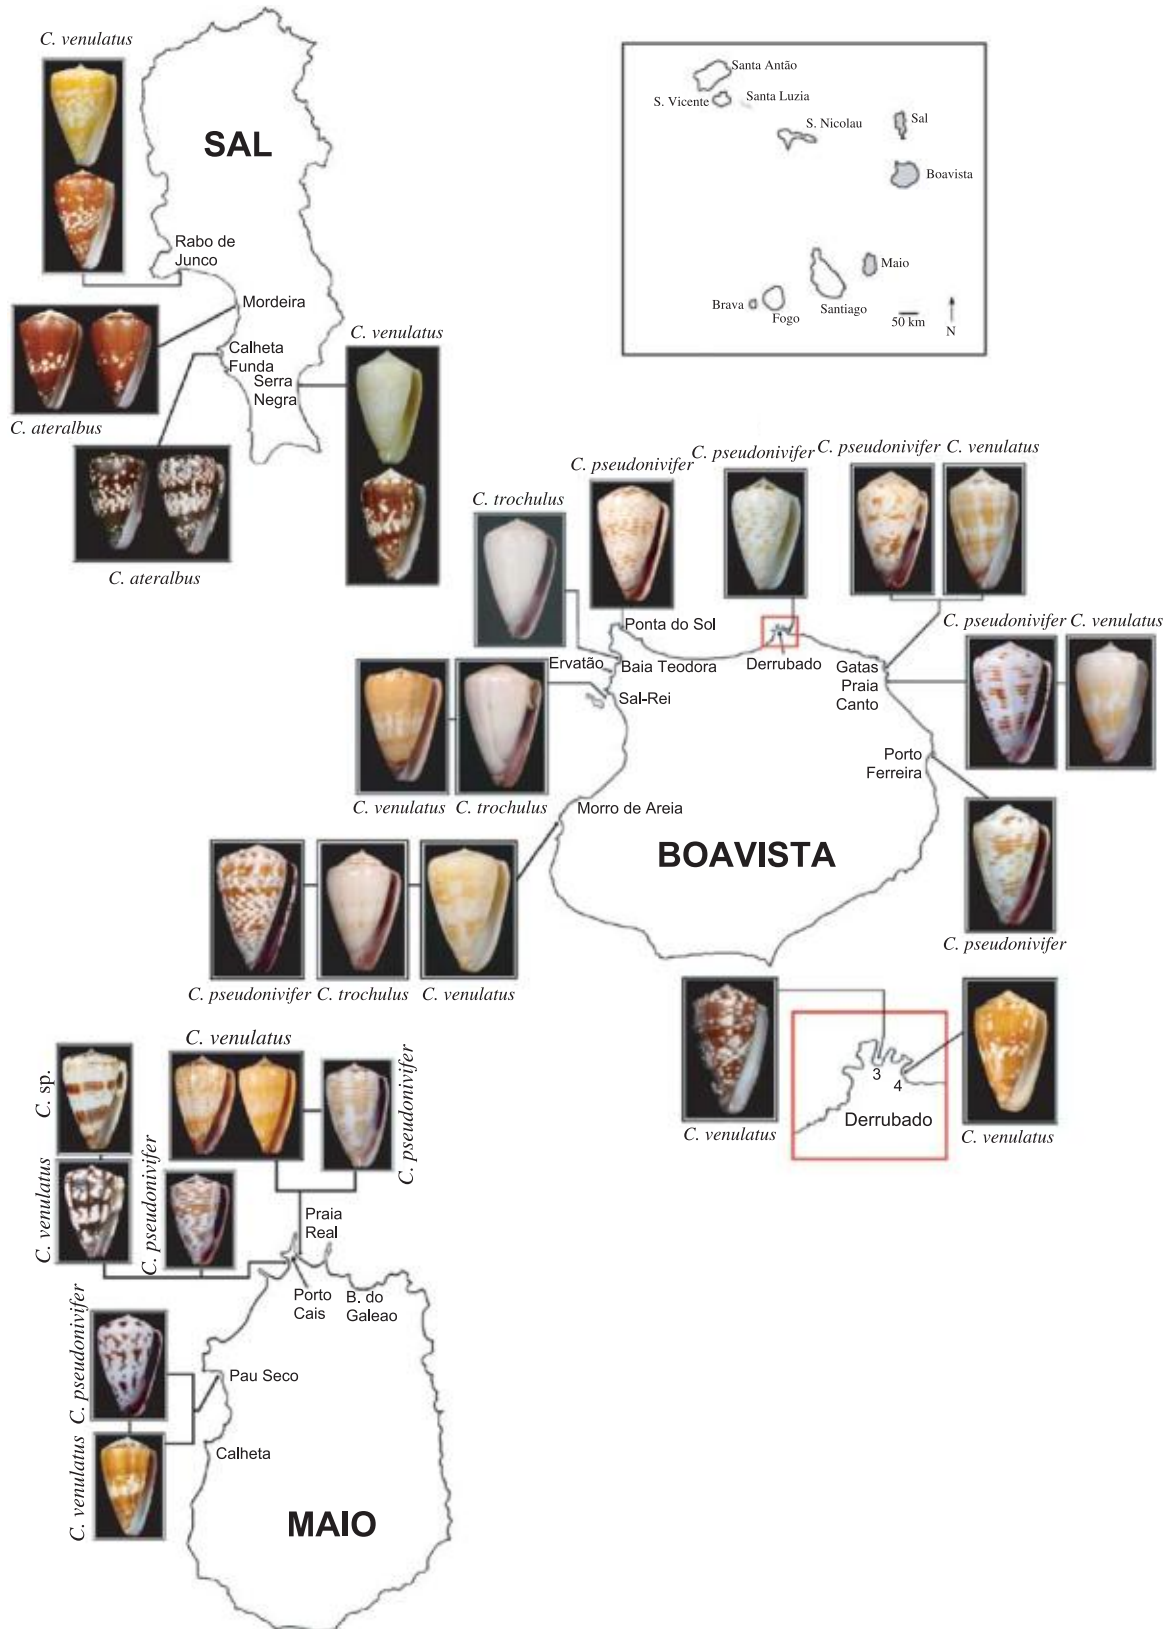 C. venulatus
SAL
Rabo de
Junco
Mordeira
Calheta
Funda
Serra
Negra
C. venulatus
C. ateralbus
C. ateralbus
Santa Antão
S. Vicente
Santa Luzia
S. Nicolau
Sal
Boavista
Maio
Brava
Fogo
Santiago
50 km
N
C. trochulus
C. pseudonivifer
C. pseudonivifer
C. pseudonivifer
C. venulatus
Ponta do Sol
Ervatão
Baia Teodora
Derrubado
Gatas
Praia
Canto
C. pseudonivifer
C. venulatus
Sal-Rei
Porto
Ferreira
C. venulatus
C. trochulus
Morro de Areia
BOAVISTA
C. pseudonivifer
C. pseudonivifer
C. trochulus
C. venulatus
3
4
Derrubado
C. venulatus
C. venulatus
C. sp.
C. venulatus
C. venulatus
C. pseudonivifer
C. pseudonivifer
Praia
Real
Porto
Cais
B. do
Galeao
C. pseudonivifer
Pau Seco
C. venulatus
Calheta
MAIO